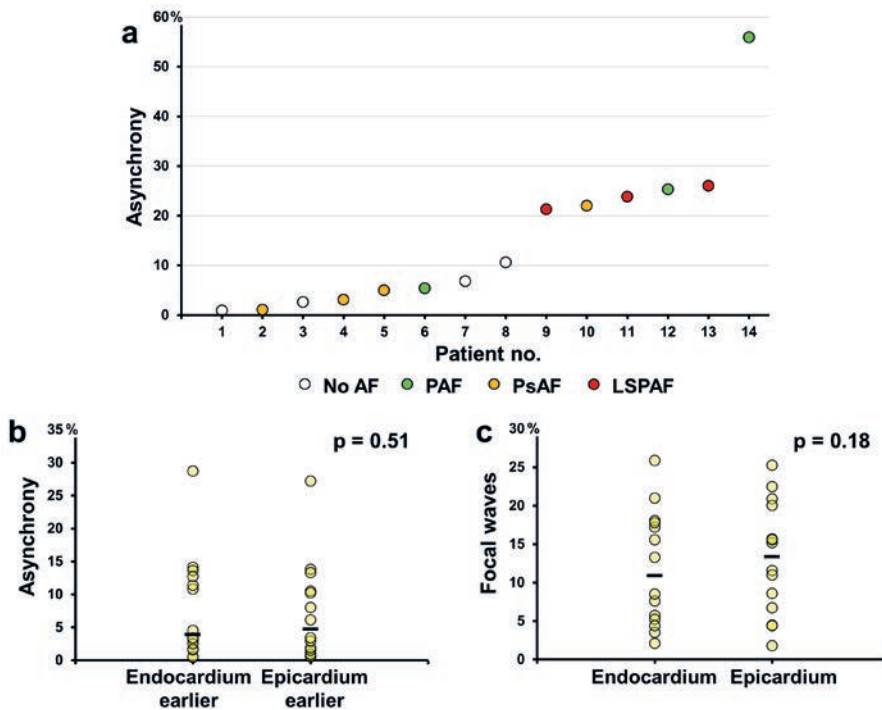 a
60%
50
40
30
20
10
0
Asynchrony
1 2 3 4 5 6 7 8 9 10 11 12 13 14
Patient no.
No AF PAF PsAF LSPAF
b
35%
30
25
20
15
10
5
0
Asynchrony
p = 0.51
Endocardium earlier
Epicardium earlier
c
30%
25
20
15
10
5
0
Focal waves
p = 0.18
Endocardium
Epicardium